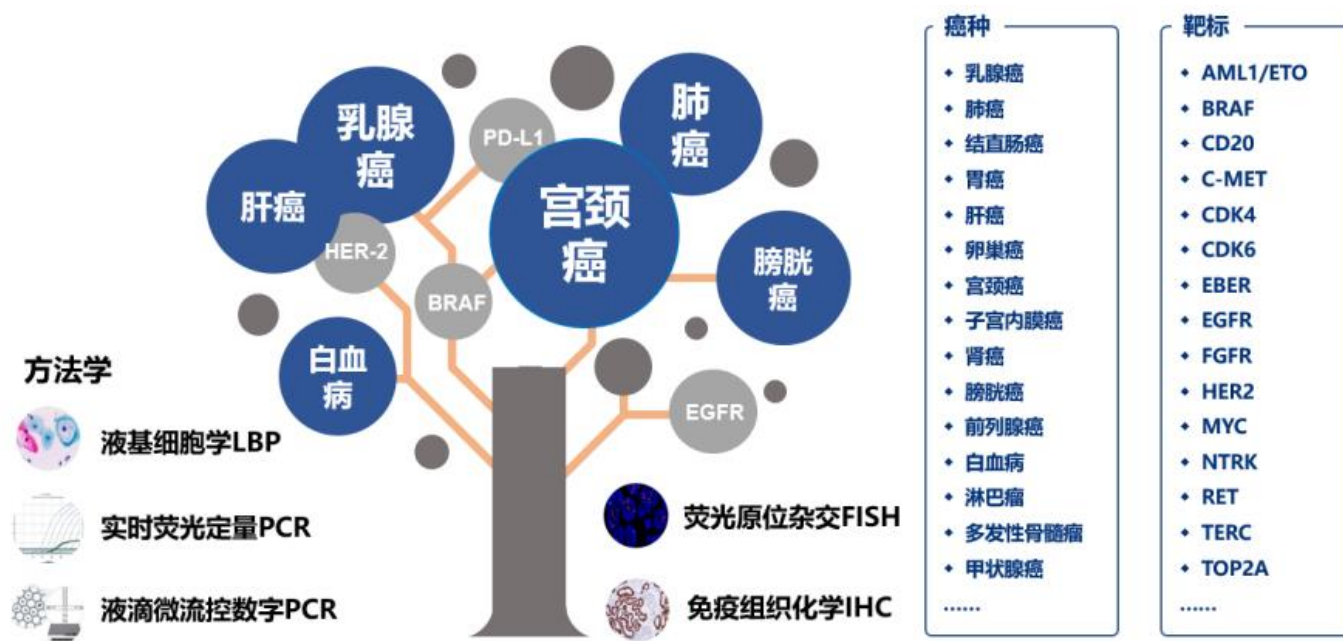 乳腺
癌
肝癌
PD-L1
肺
癌
宫颈
癌
HER-2
BRAF
膀胱
癌
白血
病
EGFR
方法学
液基细胞学LBP
实时荧光定量PCR
液滴微流控数字PCR
荧光原位杂交FISH
免疫组织化学IHC
癌种
乳腺癌
肺癌
结直肠癌
胃癌
肝癌
卵巢癌
宫颈癌
子宫内膜癌
肾癌
膀胱癌
前列腺癌
白血病
淋巴瘤
多发性骨髓瘤
甲状腺癌
……
靶标
AML1/ETO
BRAF
CD20
C-MET
CDK4
CDK6
EBER
EGFR
FGFR
HER2
MYC
NTRK
RET
TERC
TOP2A
……